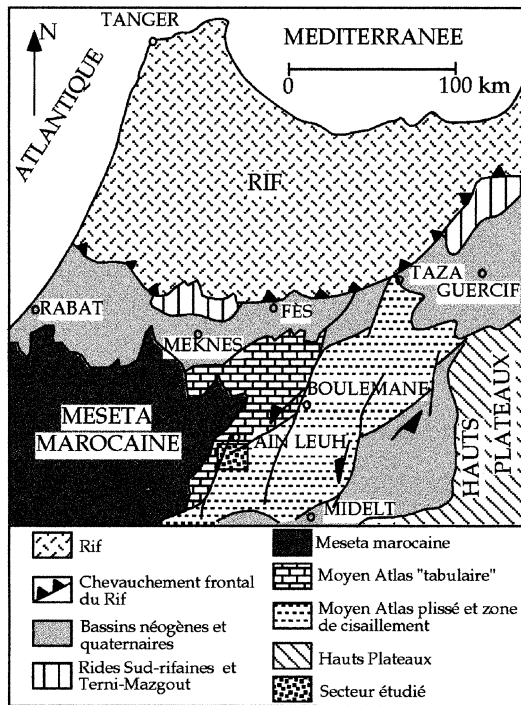 TANGER
N
MEDITERRANEE
0 100 km
ATLANTIQUE
RIF
TAZA
GUERCIF
RABAT
FÈS
MEKNES
BOULEMANE
MESETA
MAROCAINE
AIN LEUH
HAUTS
PLATEAUX
MIDELT
Rif
Chevauchement frontal
du Rif
Bassins néogènes et
quaternaires
Rides Sud-rifaines et
Terni-Mazgout
Meseta marocaine
Moyen Atlas "tabulaire"
Moyen Atlas plissé et zone
de cisaillement
Hauts Plateaux
Secteur étudié